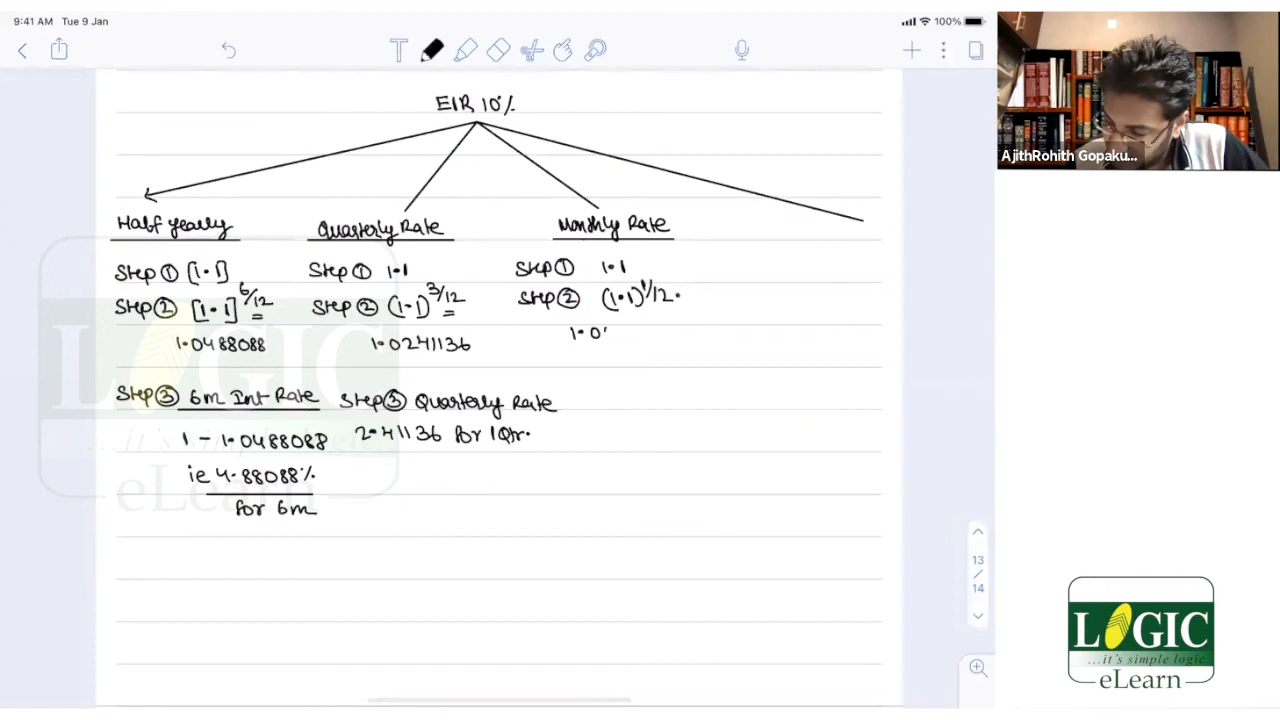 9:41 AM Tue 9 Jan
100%
EIR 10%
Half yearly
Step ① [1.1]
Step ② [1.1]^6/12 =
1.0488088
Step ③ 6m Int Rate
1 - 1.0488088
ie 4.88088%
for 6m
Quarterly Rate
Step ① 1.1
Step ② (1.1)^3/12 =
1.0241136
Step ③ Quarterly Rate
2.41136 for 1Qtr.
Monthly Rate
Step ① 1.1
Step ② (1.1)^1/12.
1.0
13
/
14
LOGIC
eLearn
AjithRohith Gopaku...
LOGIC
...it's simple logic
eLearn